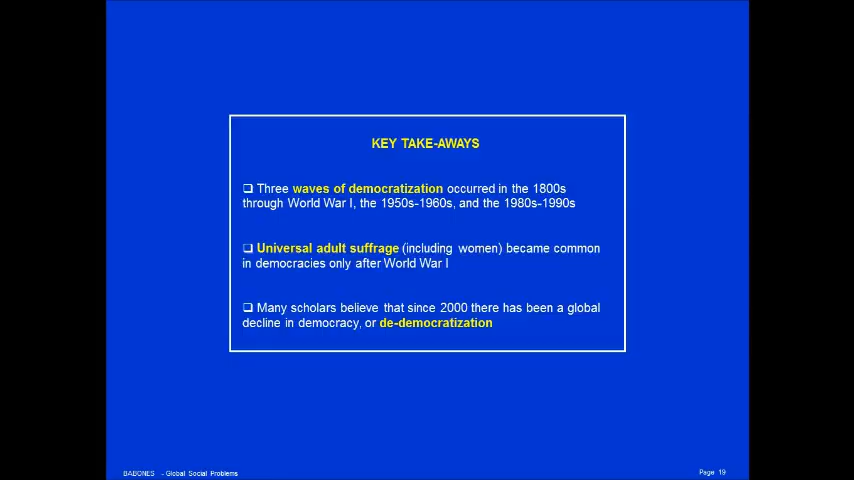 KEY TAKE-AWAYS
❑ Three waves of democratization occurred in the 1800s
through World War I, the 1950s-1960s, and the 1980s-1990s
❑ Universal adult suffrage (including women) became common
in democracies only after World War I
❑ Many scholars believe that since 2000 there has been a global
decline in democracy, or de-democratization
BABONES - Global Social Problems
Page 19